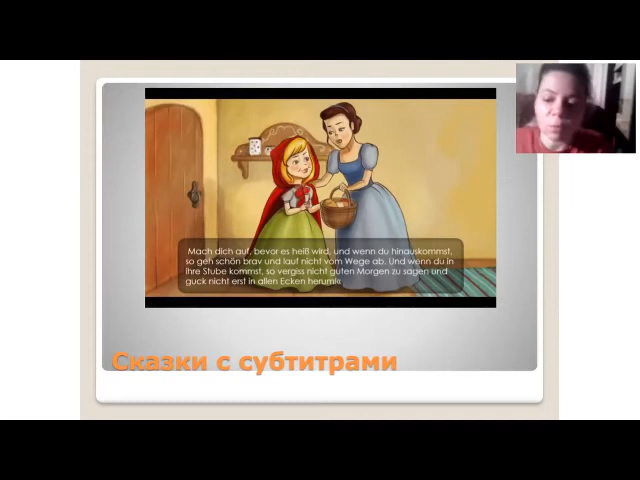 Mach dich auf, bevor es heiß wird, und wenn du hinauskommst,
so geh schön brav und lauf nicht vom Wege ab. Und wenn du in
ihre Stube kommst, so vergiss nicht guten Morgen zu sagen und
guck nicht erst in allen Ecken herum!«
Сказки с субтитрами